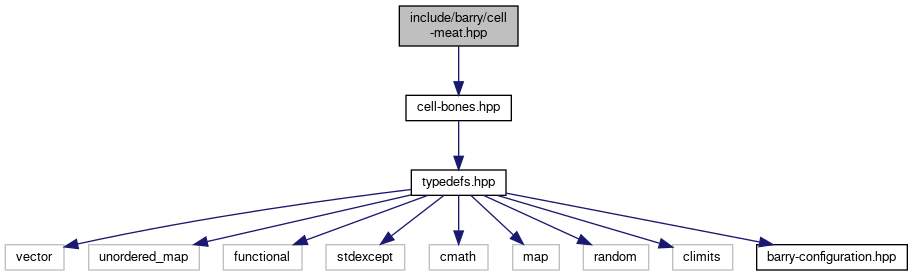 include/barry/cell
-meat.hpp
cell-bones.hpp
typedefs.hpp
vector
unordered_map
functional
stdexcept
cmath
map
random
climits
barry-configuration.hpp